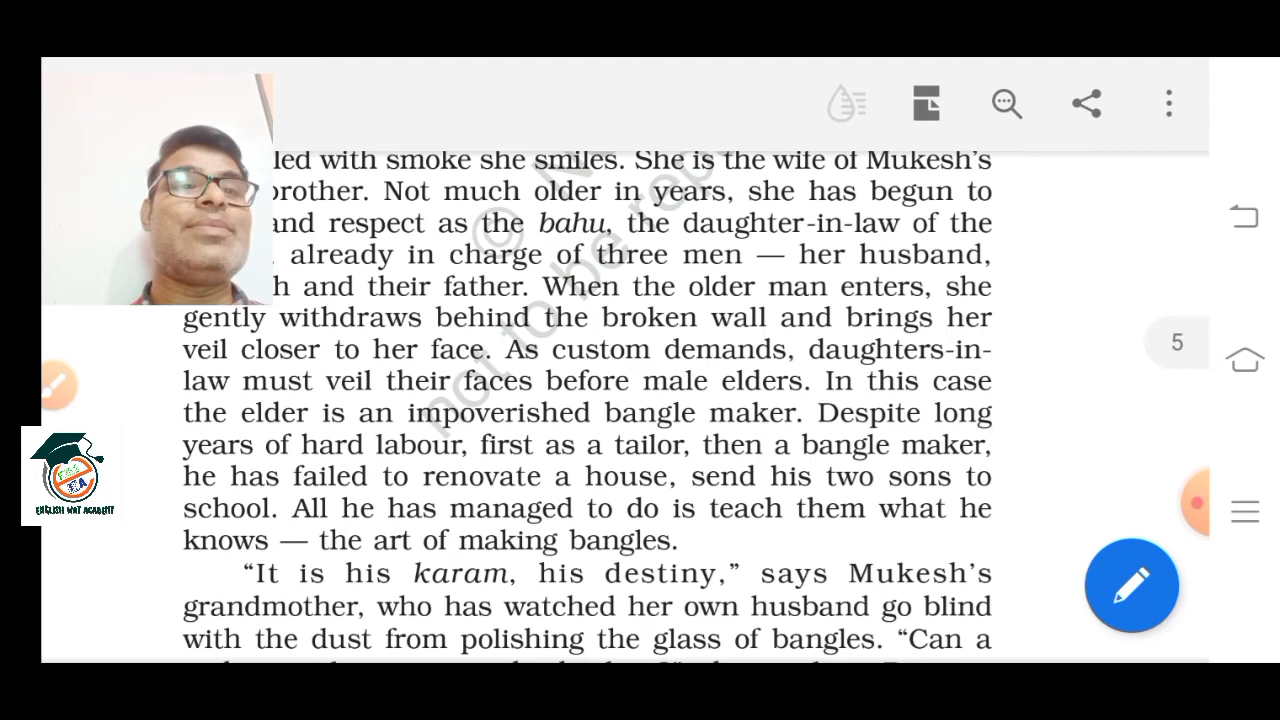 led with smoke she smiles. She is the wife of Mukesh's
brother. Not much older in years, she has begun to
and respect as the bahu, the daughter-in-law of the
already in charge of three men — her husband,
h and their father. When the older man enters, she
gently withdraws behind the broken wall and brings her
veil closer to her face. As custom demands, daughters-in-
law must veil their faces before male elders. In this case
the elder is an impoverished bangle maker. Despite long
years of hard labour, first as a tailor, then a bangle maker,
he has failed to renovate a house, send his two sons to
school. All he has managed to do is teach them what he
knows — the art of making bangles.
"It is his karam, his destiny," says Mukesh's
grandmother, who has watched her own husband go blind
with the dust from polishing the glass of bangles. "Can a
© N
not to be rep
5
ENGLISH WAY ACADEMY